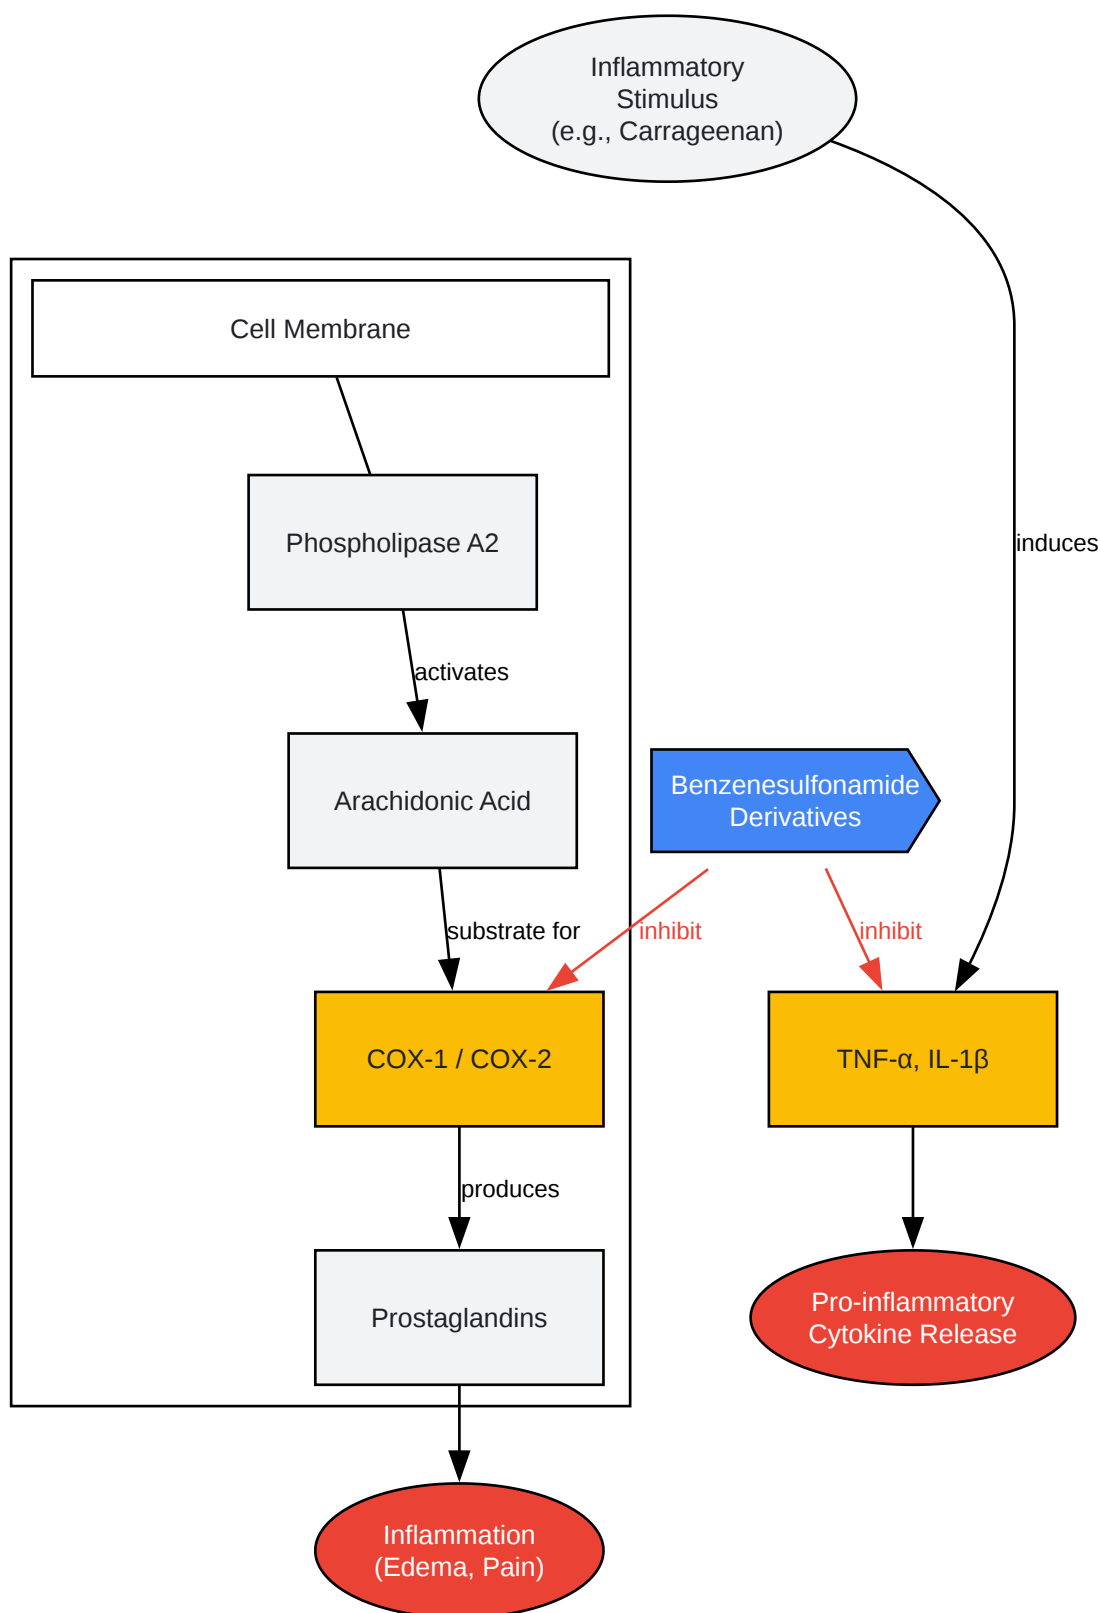 Inflammatory
Stimulus
(e.g., Carrageenan)
Cell Membrane
Phospholipase A2
induces
activates
Arachidonic Acid
Benzenesulfonamide
Derivatives
substrate for
inhibit
inhibit
COX-1 / COX-2
TNF-α, IL-1β
produces
Prostaglandins
Pro-inflammatory
Cytokine Release
Inflammation
(Edema, Pain)